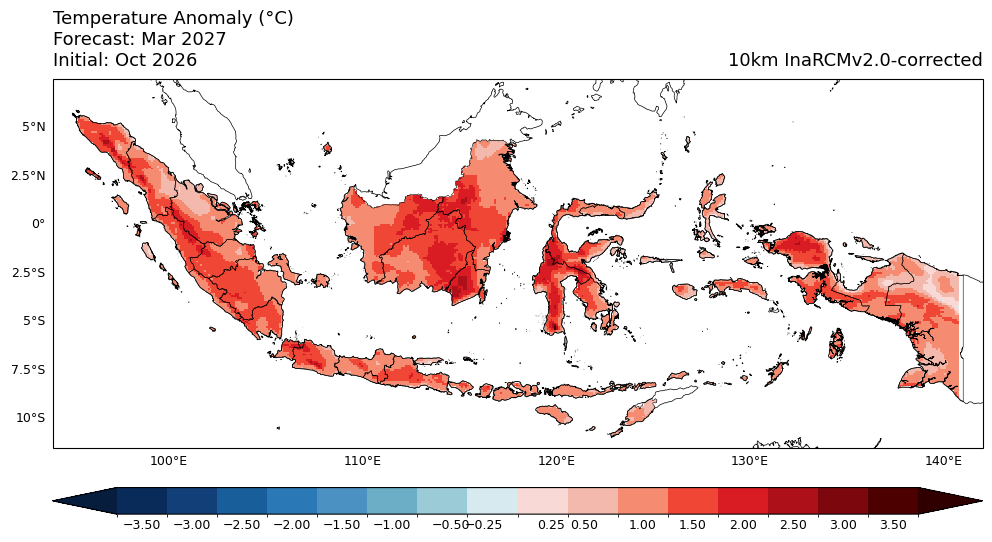 Temperature Anomaly (°C)
Forecast: Mar 2027
Initial: Oct 2026
10km InaRCMv2.0-corrected
5°N
2.5°N
0°
2.5°S
5°S
7.5°S
10°S
100°E 110°E 120°E 130°E 140°E
−3.50 −3.00 −2.50 −2.00 −1.50 −1.00 −0.50 −0.25 0.25 0.50 1.00 1.50 2.00 2.50 3.00 3.50